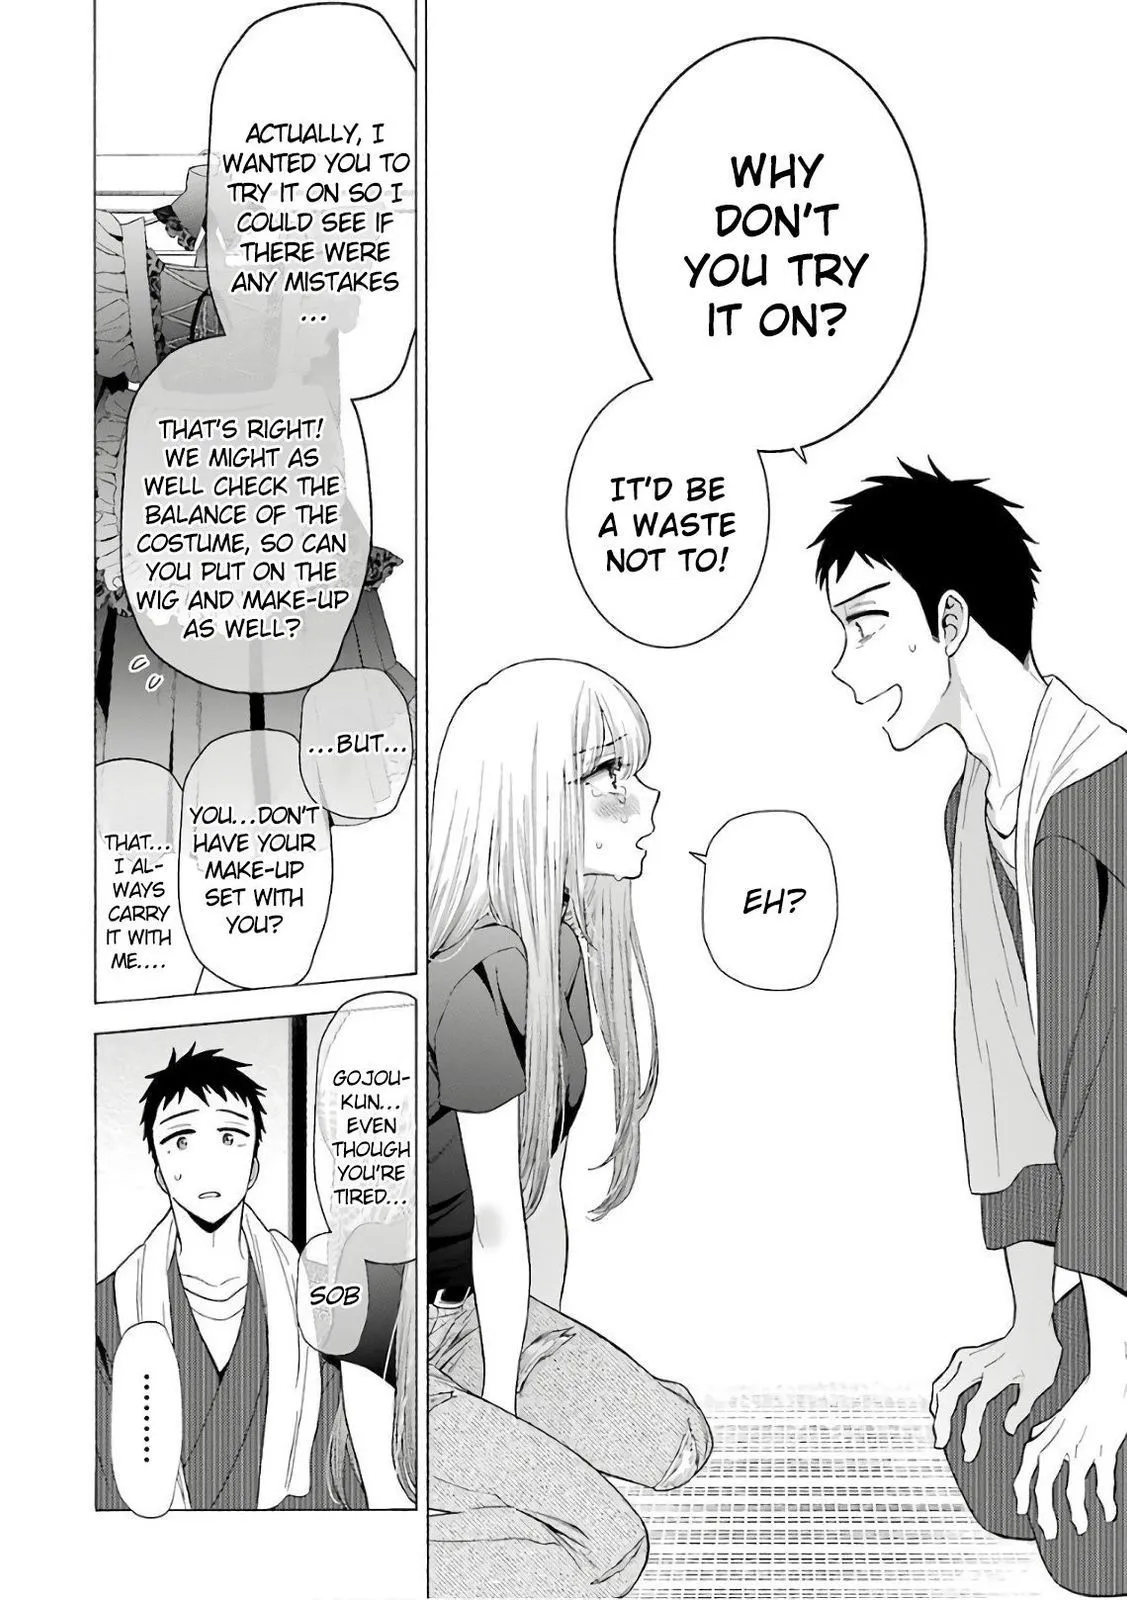 WHY
DON'T
YOU TRY
IT ON?
IT'D BE
A WASTE
NOT TO!
EH?
ACTUALLY, I
WANTED YOU TO
TRY IT ON SO I
COULD SEE IF
THERE WERE
ANY MISTAKES
...
THAT'S RIGHT!
WE MIGHT AS
WELL CHECK THE
BALANCE OF THE
COSTUME, SO CAN
YOU PUT ON THE
WIG AND MAKE-UP
AS WELL?
...BUT...
YOU...DON'T
HAVE YOUR
MAKE-UP
SET WITH
YOU?
THAT...
I AL-
WAYS
CARRY
IT WITH
ME....
GOJOU-
KUN...
EVEN
THOUGH
YOU'RE
TIRED...
SOB
.........